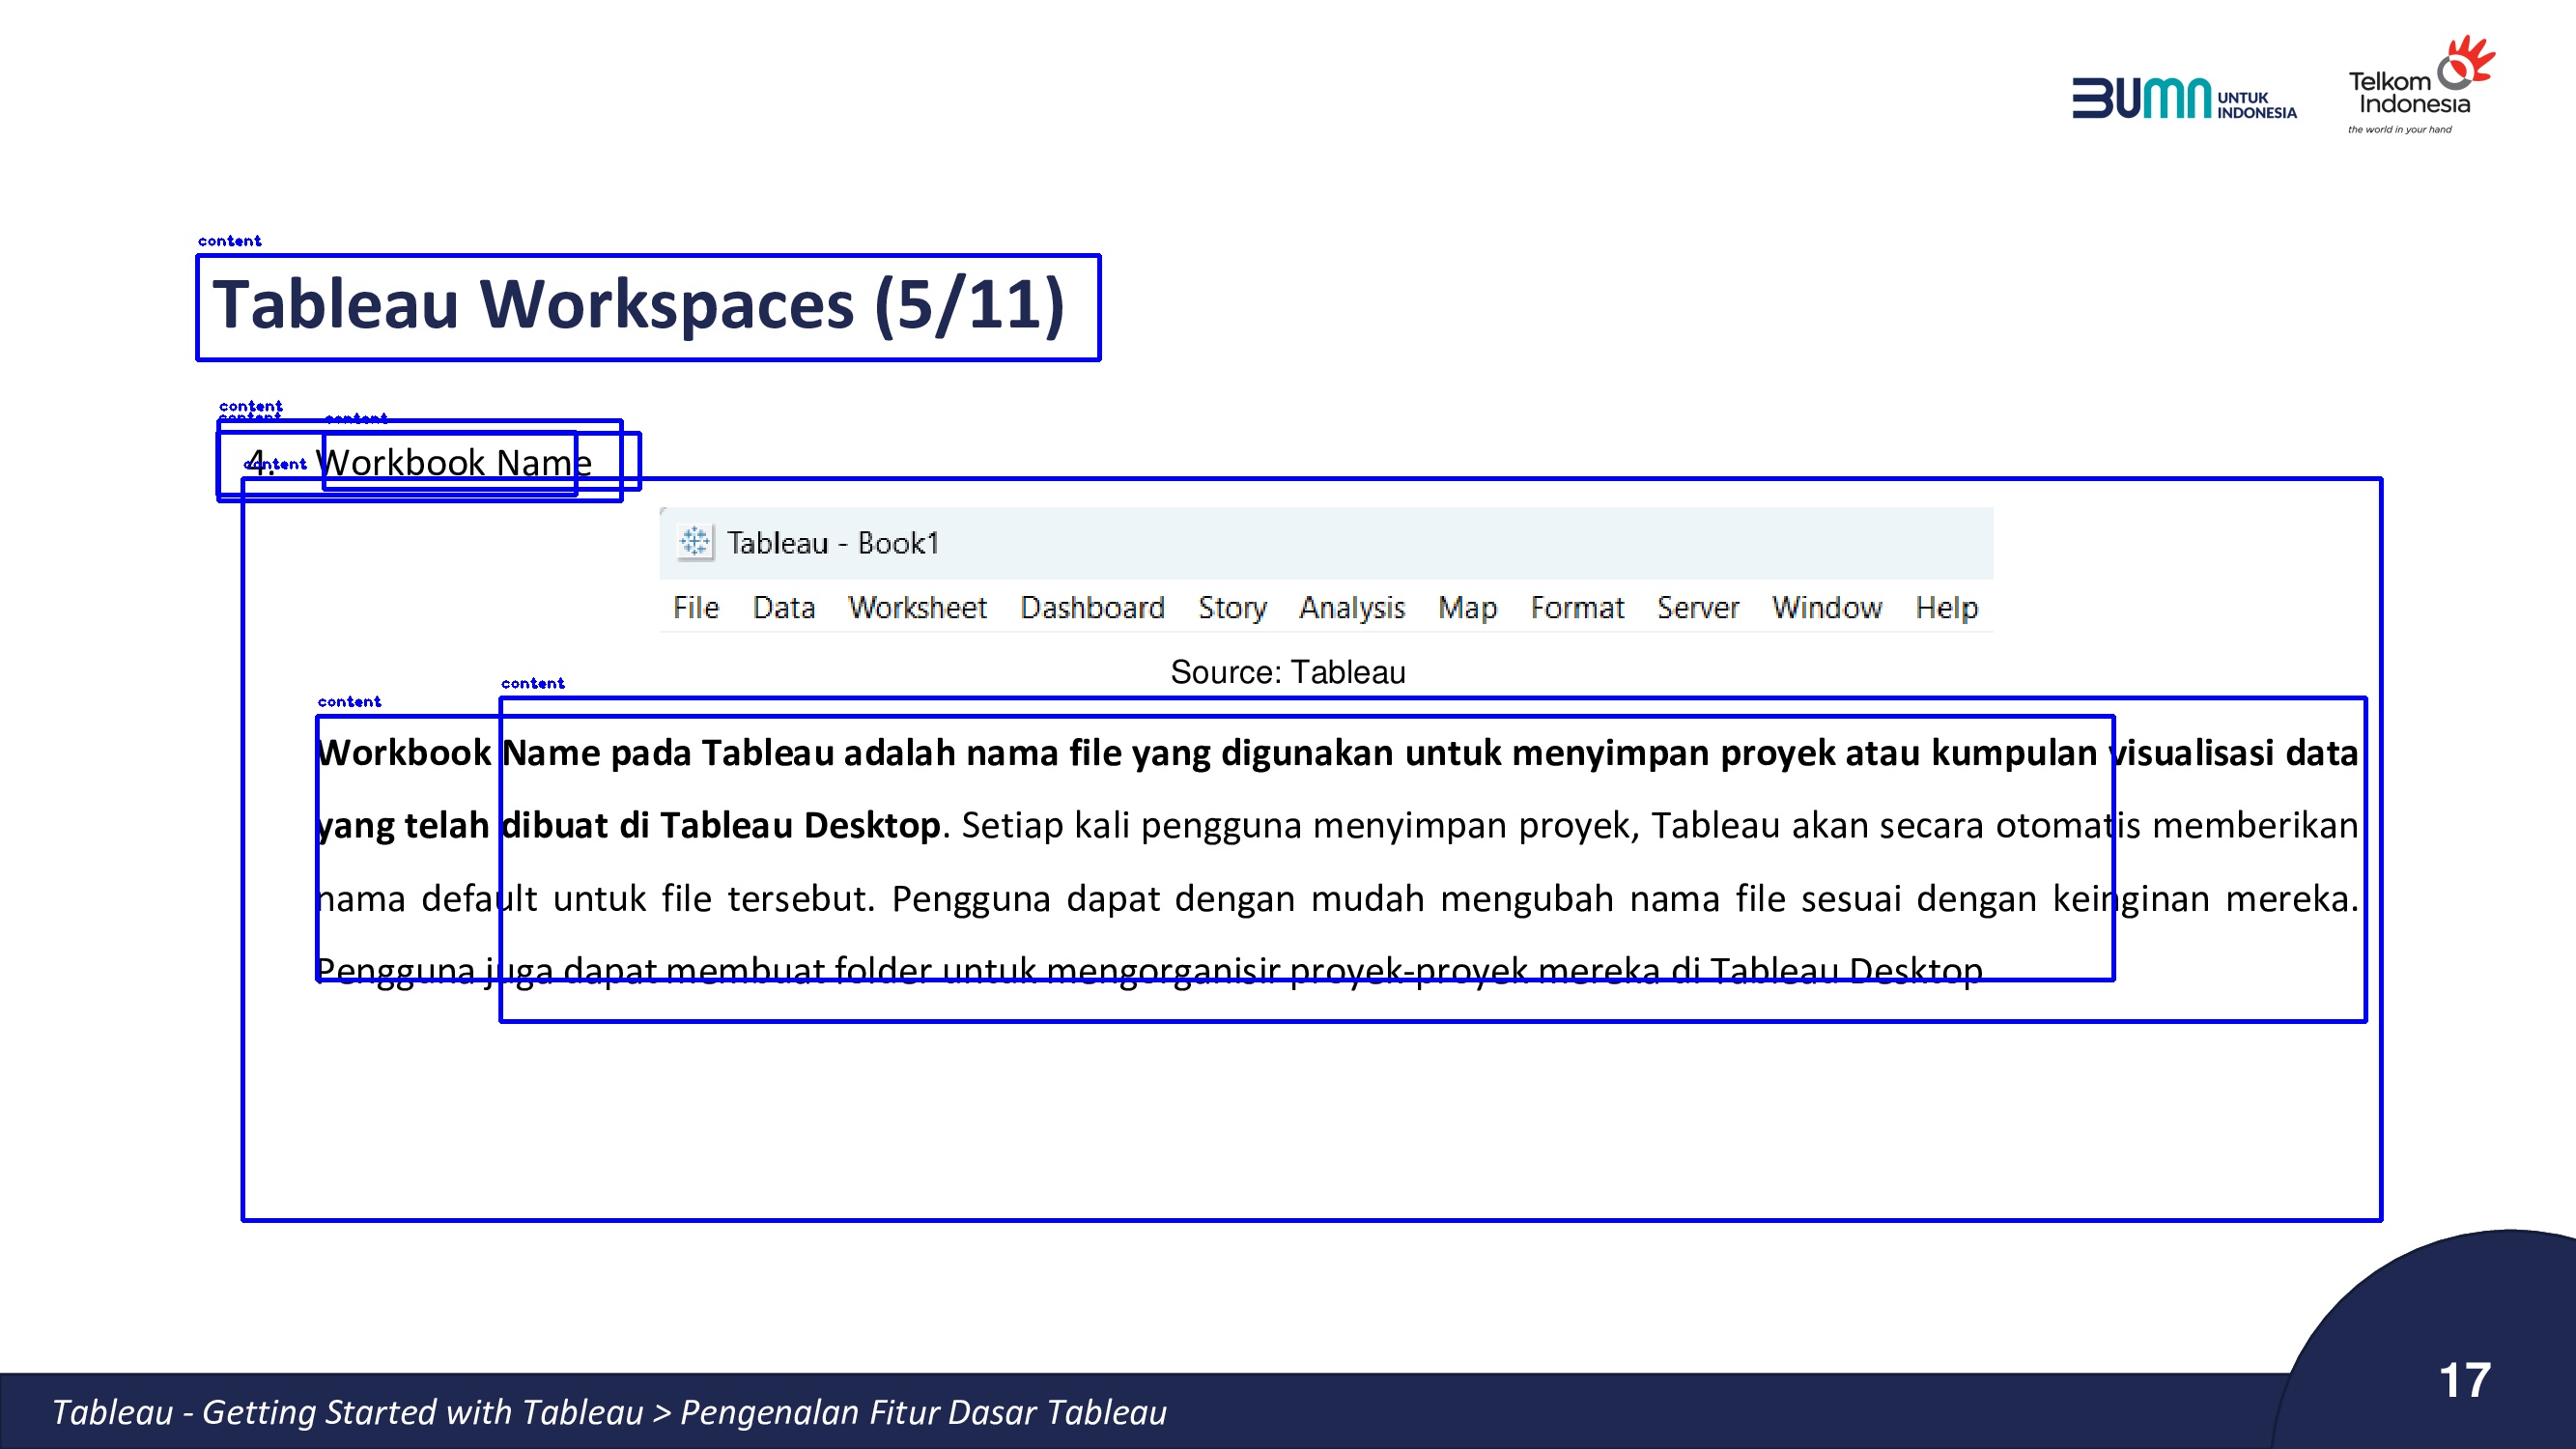 BUMN UNTUK
INDONESIA
Telkom
Indonesia
the world in your hand
content
Tableau Workspaces (5/11)
content
content content
4. Workbook Name
content
Tableau - Book1
File Data Worksheet Dashboard Story Analysis Map Format Server Window Help
Source: Tableau
content
content
Workbook Name pada Tableau adalah nama file yang digunakan untuk menyimpan proyek atau kumpulan visualisasi data
yang telah dibuat di Tableau Desktop. Setiap kali pengguna menyimpan proyek, Tableau akan secara otomatis memberikan
nama default untuk file tersebut. Pengguna dapat dengan mudah mengubah nama file sesuai dengan keinginan mereka.
Pengguna juga dapat membuat folder untuk mengorganisir proyek-proyek mereka di Tableau Desktop
17
Tableau - Getting Started with Tableau > Pengenalan Fitur Dasar Tableau